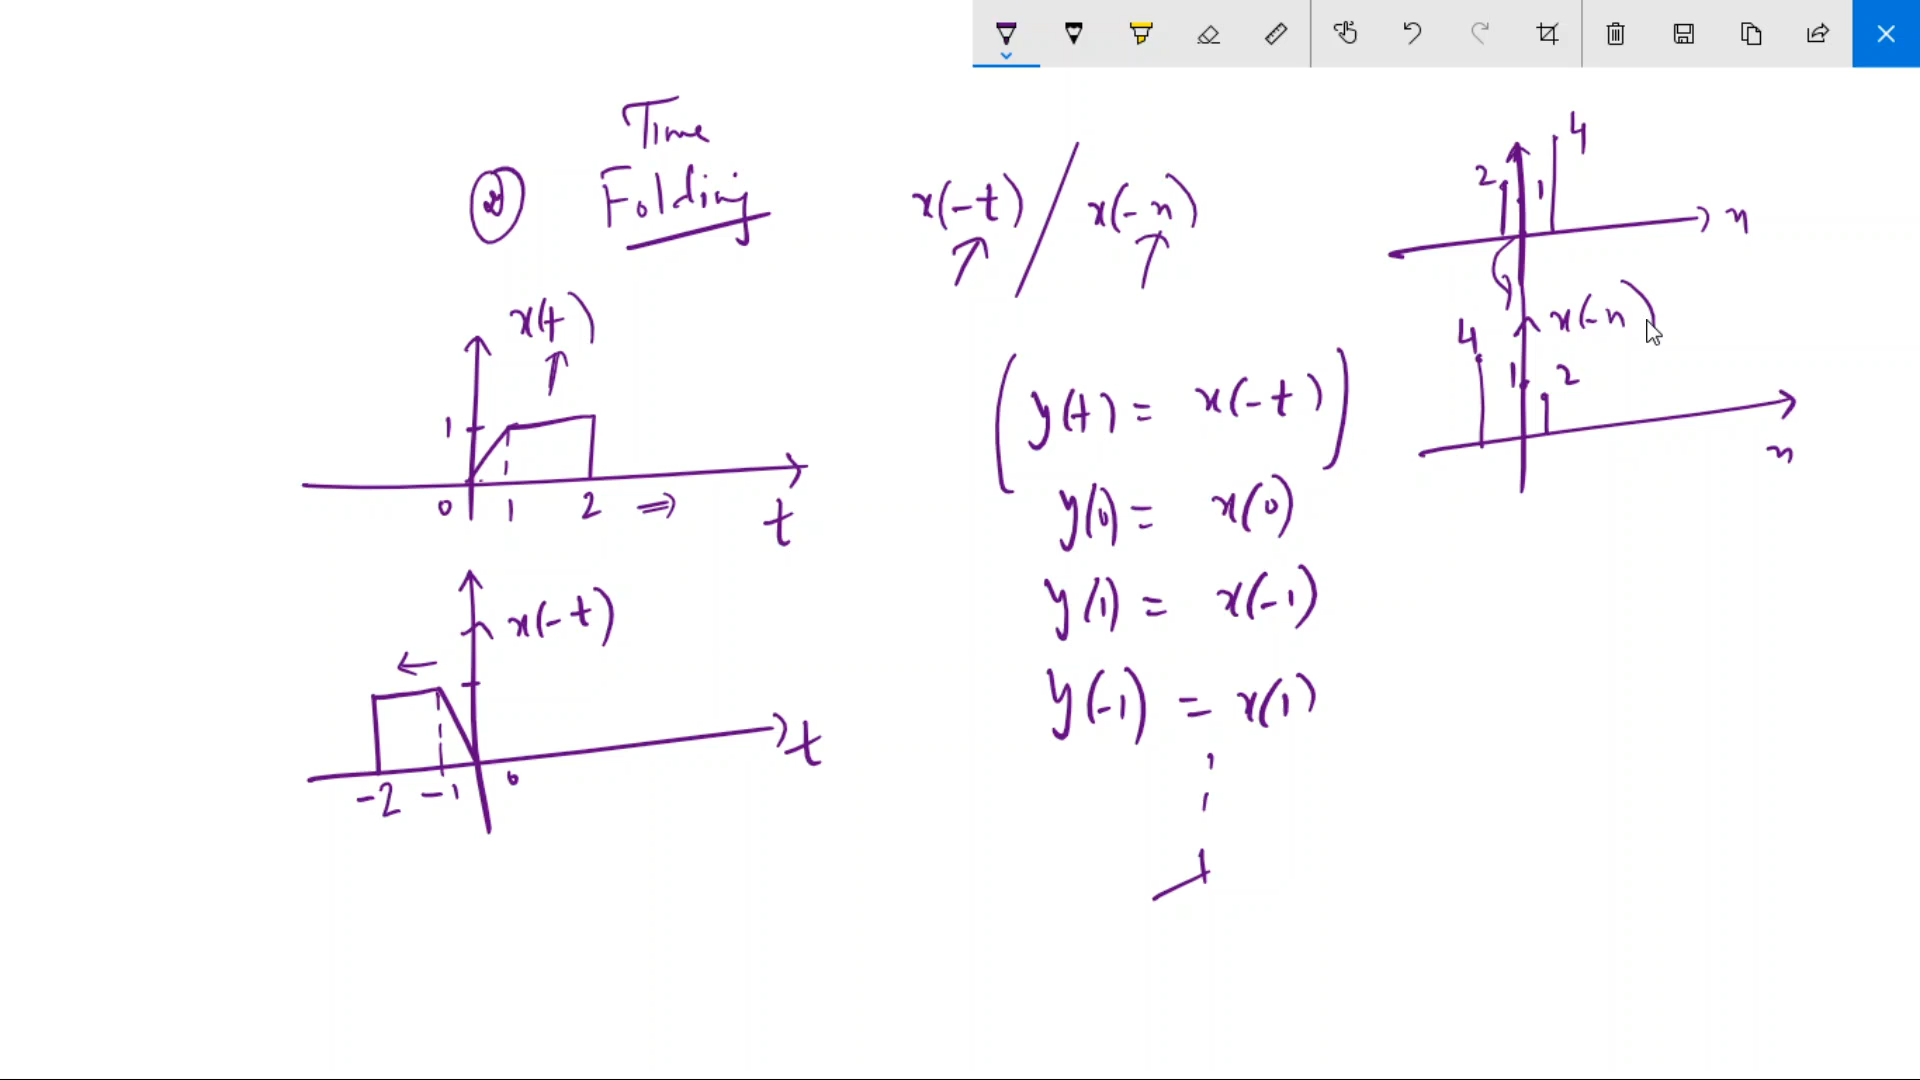 Time
② Folding
x(-t) / x(-n)
x(t)
1
1
0 1 2 ⇒ t
x(-t)
-2 -1 0 t
(y(t) = x(-t))
y(0) = x(0)
y(1) = x(-1)
y(-1) = x(1)
2 1 4
n
x(-n)
4 1 2
n